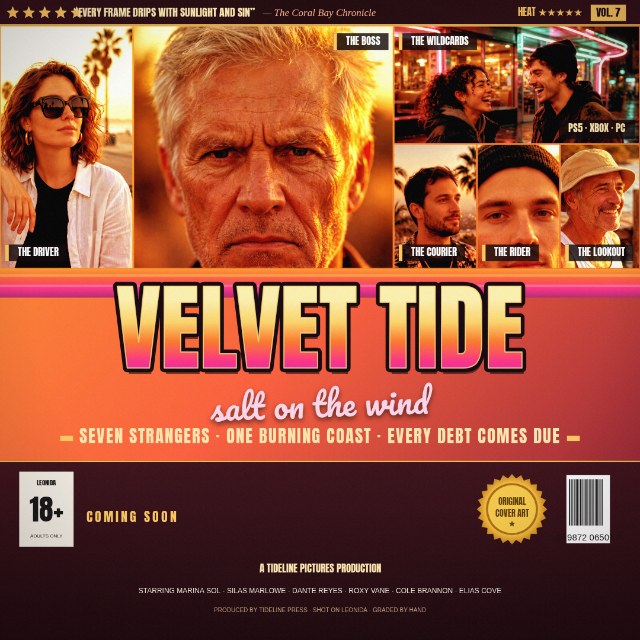 ★★★★★ "EVERY FRAME DRIPS WITH SUNLIGHT AND SIN" — The Coral Bay Chronicle
HEAT ★★★★★ VOL. 7
THE BOSS
THE WILDCARDS
PS5 · XBOX · PC
THE DRIVER
THE COURIER
THE RIDER
THE LOOKOUT
VELVET TIDE
salt on the wind
SEVEN STRANGERS · ONE BURNING COAST · EVERY DEBT COMES DUE
LEONIDA
18+
ADULTS ONLY
COMING SOON
ORIGINAL
COVER ART
9872 0650
A TIDELINE PICTURES PRODUCTION
STARRING MARINA SOL · SILAS MARLOWE · DANTE REYES · ROXY VANE · COLE BRANNON · ELIAS COVE
PRODUCED BY TIDELINE PRESS · SHOT ON LEONIDA · GRADED BY HAND